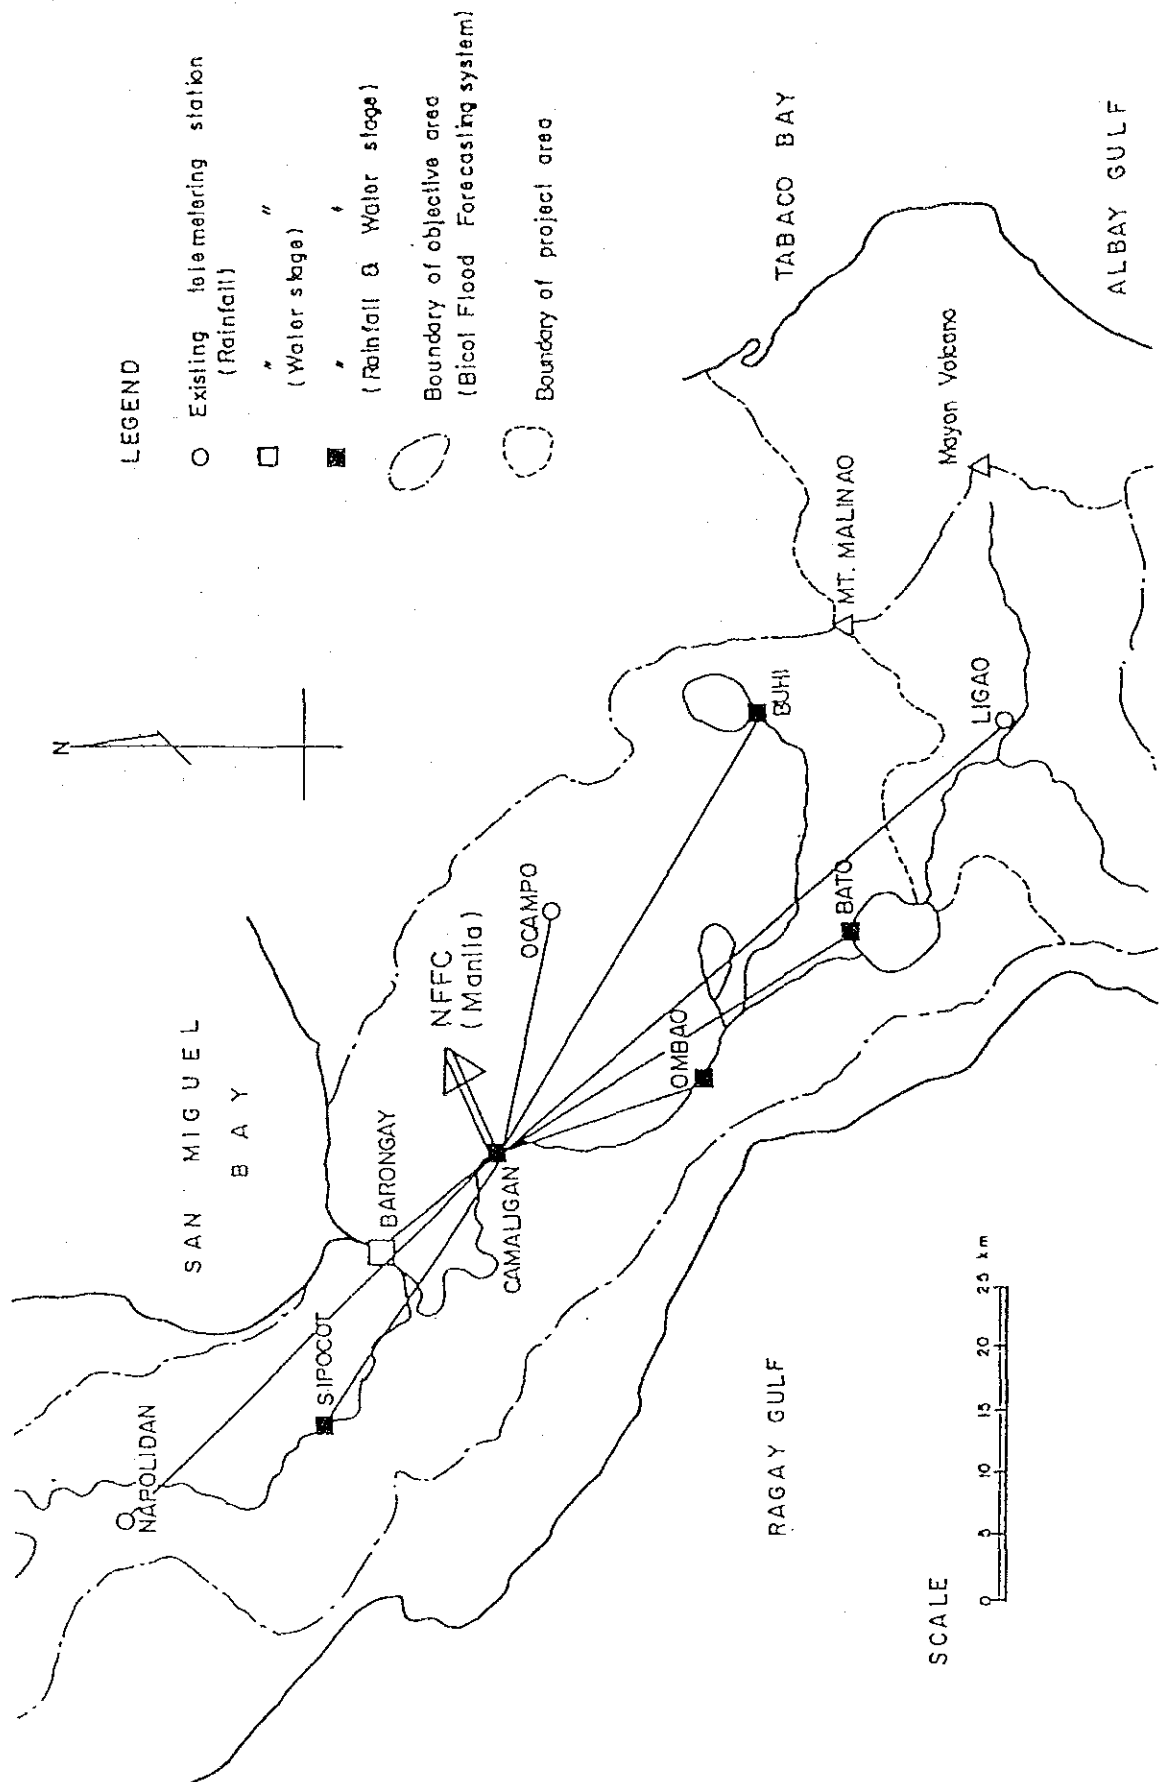 LEGEND
Existing telemetering station
(Rainfall)
" "
(Water stage)
" "
(Rainfall & Water stage)
Boundary of objective area
(Bicol Flood Forecasting system)
Boundary of project area
N
SAN MIGUEL
BAY
TABACO BAY
ALBAY GULF
RAGAY GULF
NAPOLIDAN
SIPOCOT
BARONGAY
CAMALIGAN
NFFC
(Manila)
OCAMPO
OMBAO
BATO
BUHI
LIGAO
MT. MALINAO
Mayon Volcano
SCALE
0 5 10 15 20 25 km